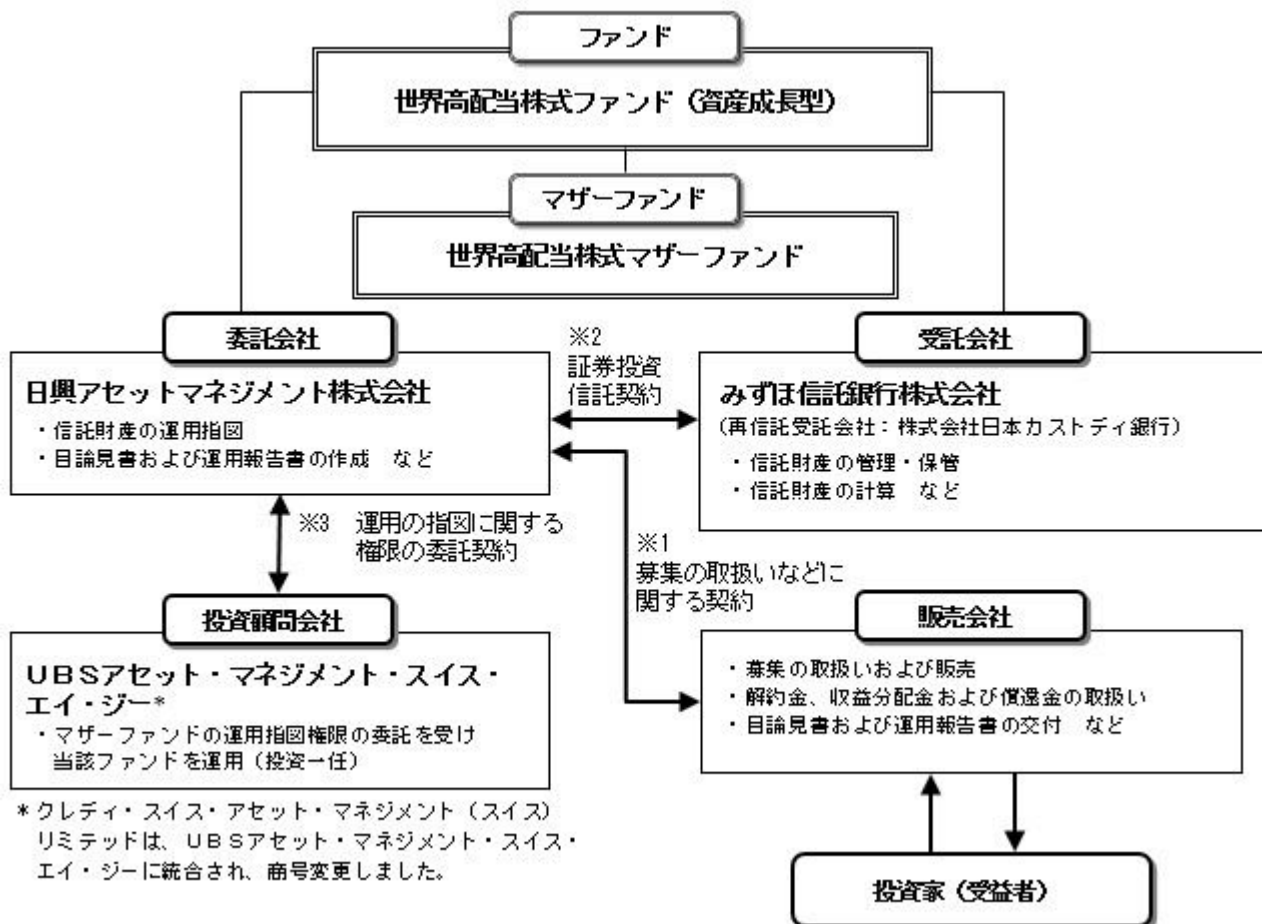 ファンド
世界高配当株式ファンド（資産成長型）
マザーファンド
世界高配当株式マザーファンド
委託会社
日興アセットマネジメント株式会社
・信託財産の運用指図
・目論見書および運用報告書の作成　など
※2
証券投資
信託契約
受託会社
みずほ信託銀行株式会社
(再信託受託会社：株式会社日本カストディ銀行)
・信託財産の管理・保管
・信託財産の計算　など
※3　運用の指図に関する
権限の委託契約
※1
募集の取扱いなどに
関する契約
投資顧問会社
ＵＢＳアセット・マネジメント・スイス・
エイ・ジー*
・マザーファンドの運用指図権限の委託を受け
当該ファンドを運用（投資一任）
*クレディ・スイス・アセット・マネジメント（スイス）
リミテッドは、ＵＢＳアセット・マネジメント・スイス・
エイ・ジーに統合され、商号変更しました。
販売会社
・募集の取扱いおよび販売
・解約金、収益分配金および償還金の取扱い
・目論見書および運用報告書の交付　など
投資家（受益者）